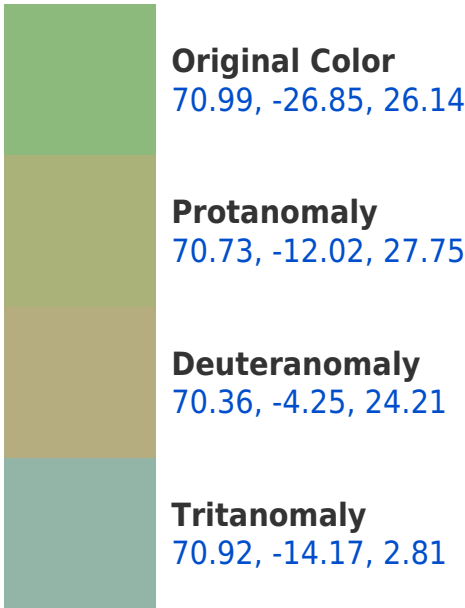 Original Color
70.99, -26.85, 26.14
Protanomaly
70.73, -12.02, 27.75
Deuteranomaly
70.36, -4.25, 24.21
Tritanomaly
70.92, -14.17, 2.81